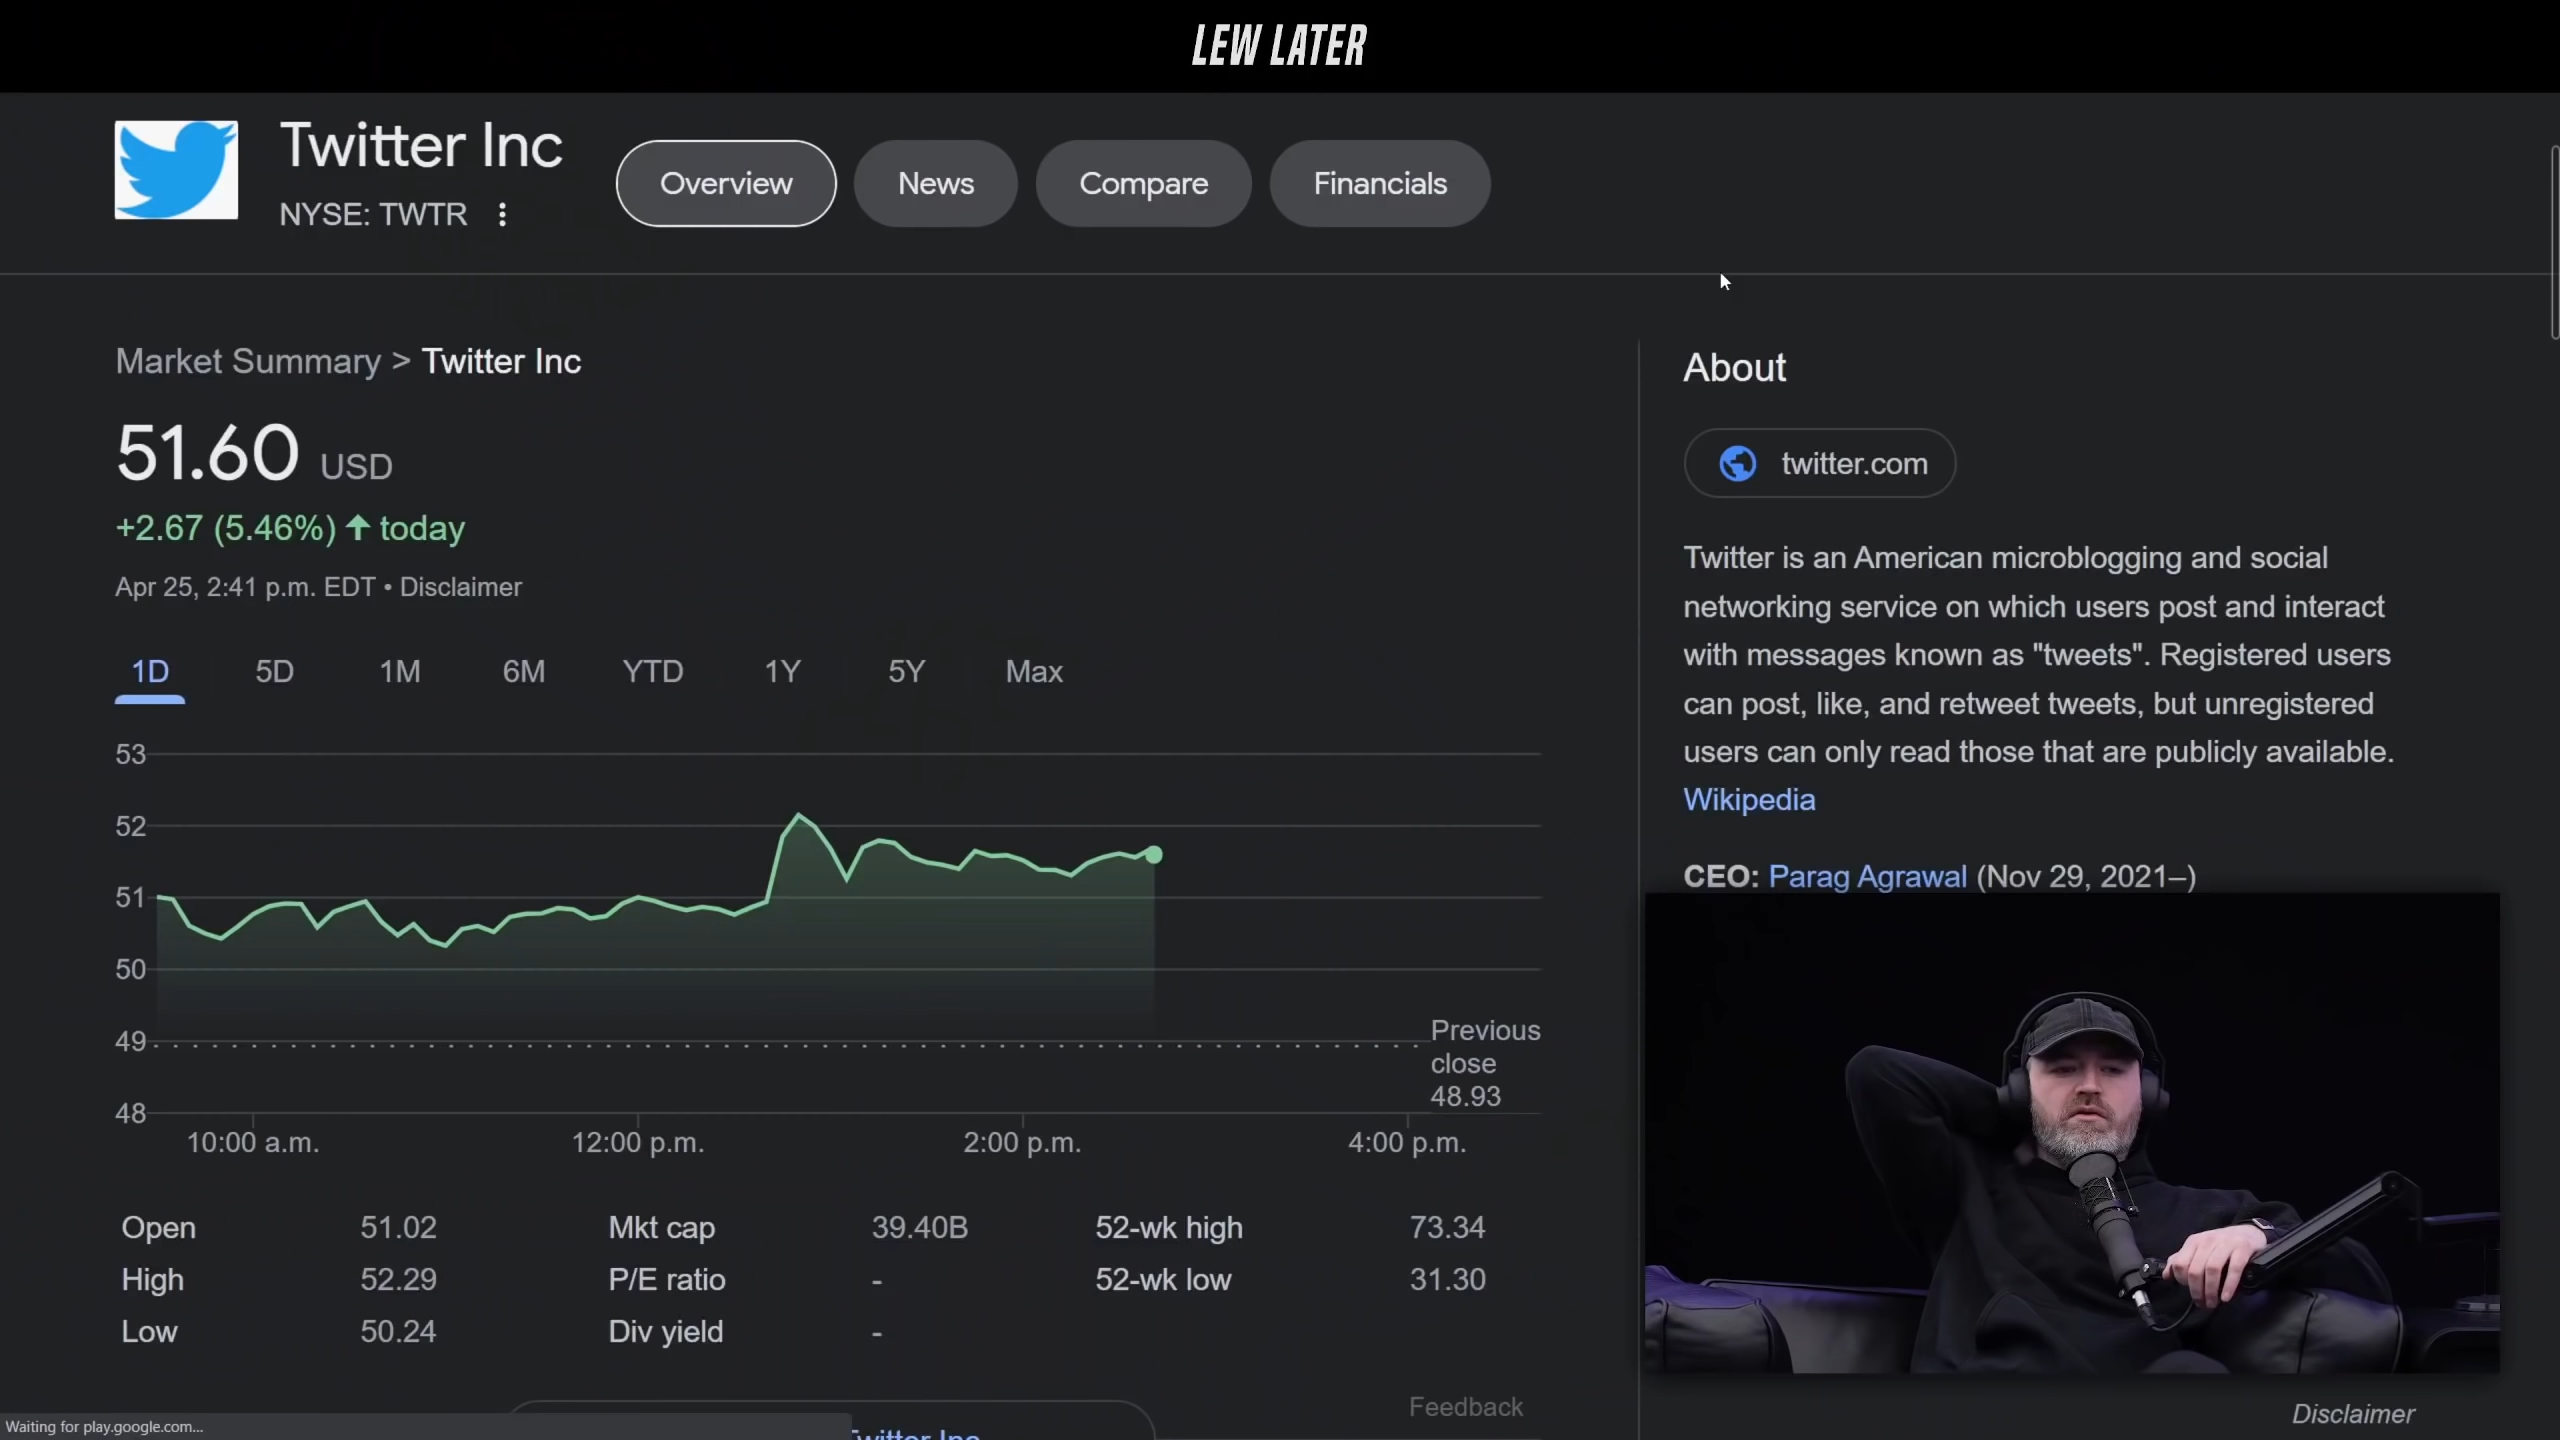 LEW LATER
Twitter Inc
NYSE: TWTR
Overview
News
Compare
Financials
Market Summary > Twitter Inc
51.60 USD
+2.67 (5.46%) ↑ today
Apr 25, 2:41 p.m. EDT • Disclaimer
1D 5D 1M 6M YTD 1Y 5Y Max
53
52
51
50
49
48
Previous
close
48.93
10:00 a.m. 12:00 p.m. 2:00 p.m. 4:00 p.m.
Open 51.02 Mkt cap 39.40B 52-wk high 73.34
High 52.29 P/E ratio - 52-wk low 31.30
Low 50.24 Div yield -
Feedback
Twitter Inc
Waiting for play.google.com...
About
twitter.com
Twitter is an American microblogging and social
networking service on which users post and interact
with messages known as "tweets". Registered users
can post, like, and retweet tweets, but unregistered
users can only read those that are publicly available.
Wikipedia
CEO: Parag Agrawal (Nov 29, 2021–)
Disclaimer